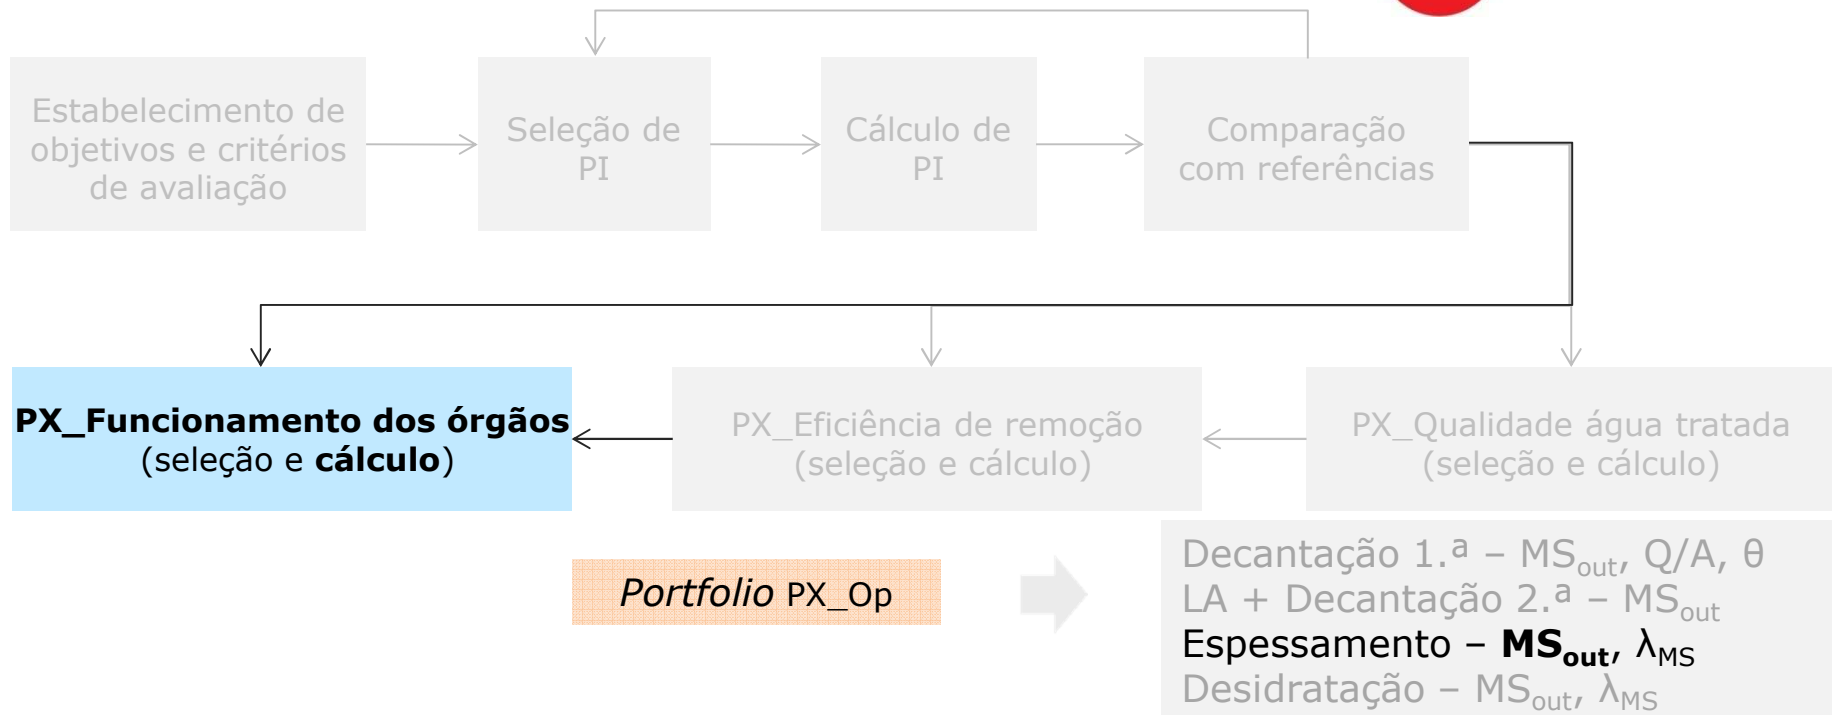 Estabelecimento de
objetivos e critérios
de avaliação
Seleção de
PI
Cálculo de
PI
Comparação
com referências
PX_Funcionamento dos órgãos
(seleção e cálculo)
PX_Eficiência de remoção
(seleção e cálculo)
PX_Qualidade água tratada
(seleção e cálculo)
Portfolio PX_Op
Decantação 1.ª – MSout, Q/A, θ
LA + Decantação 2.ª – MSout
Espessamento – MSout, λMS
Desidratação – MSout, λMS